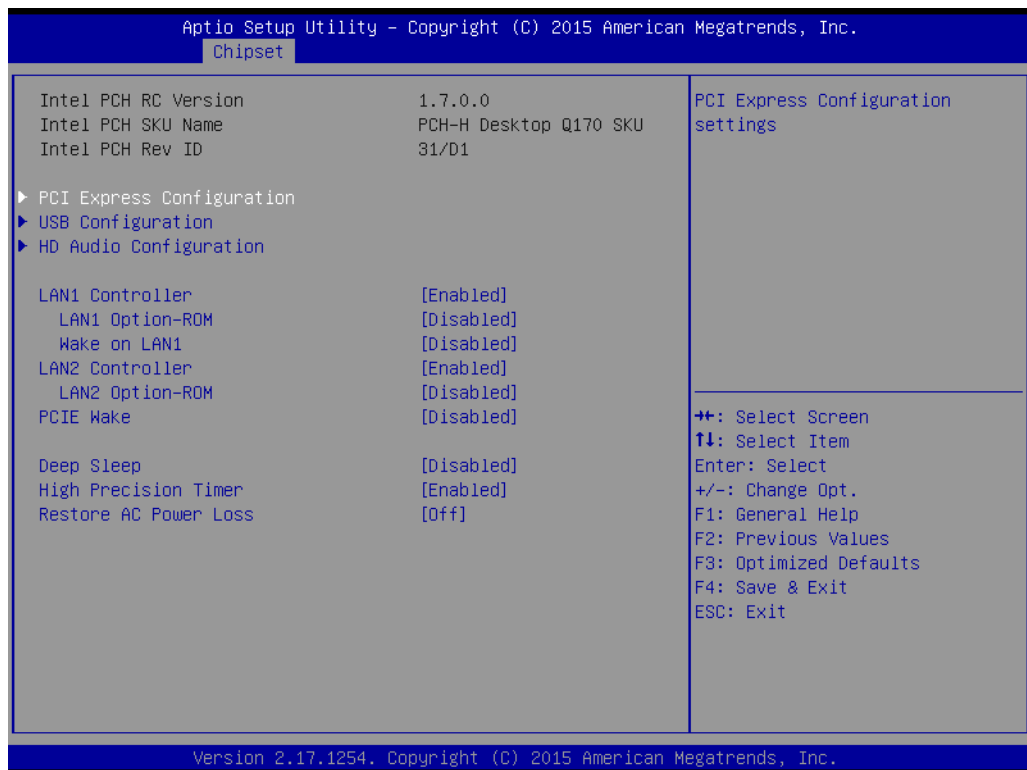 Aptio Setup Utility – Copyright (C) 2015 American Megatrends, Inc.
Chipset
Intel PCH RC Version 1.7.0.0
Intel PCH SKU Name PCH-H Desktop Q170 SKU
Intel PCH Rev ID 31/D1
▶ PCI Express Configuration
▶ USB Configuration
▶ HD Audio Configuration
LAN1 Controller [Enabled]
LAN1 Option-ROM [Disabled]
Wake on LAN1 [Disabled]
LAN2 Controller [Enabled]
LAN2 Option-ROM [Disabled]
PCIE Wake [Disabled]
Deep Sleep [Disabled]
High Precision Timer [Enabled]
Restore AC Power Loss [Off]
PCI Express Configuration
settings
→←: Select Screen
↑↓: Select Item
Enter: Select
+/-: Change Opt.
F1: General Help
F2: Previous Values
F3: Optimized Defaults
F4: Save & Exit
ESC: Exit
Version 2.17.1254. Copyright (C) 2015 American Megatrends, Inc.